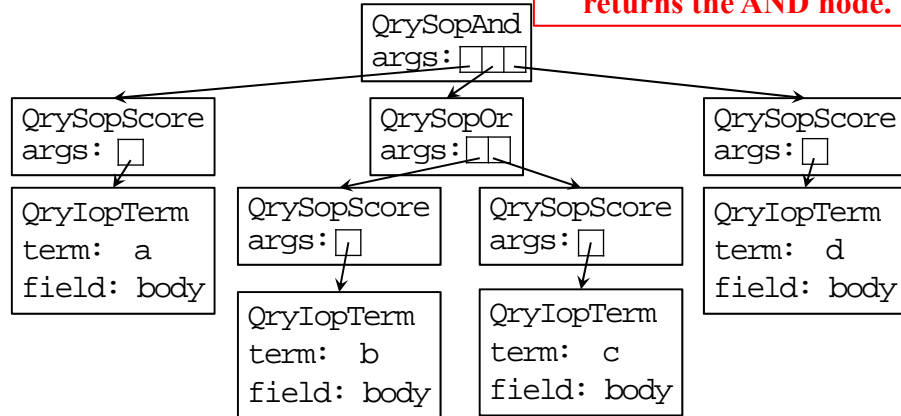 returns the AND node.
QrySopAnd
args:
QrySopScore
args:
QrySopOr
args:
QrySopScore
args:
QryIopTerm
term: a
field: body
QrySopScore
args:
QrySopScore
args:
QryIopTerm
term: d
field: body
QryIopTerm
term: b
field: body
QryIopTerm
term: c
field: body